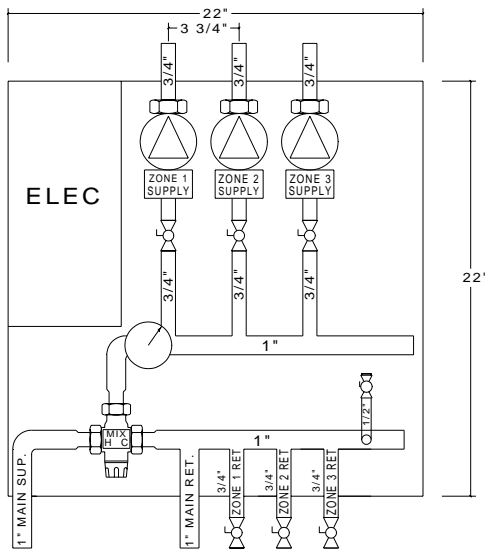 22"
3 3/4"
3/4"
3/4"
3/4"
ZONE 1
SUPPLY
ZONE 2
SUPPLY
ZONE 3
SUPPLY
ELEC
3/4"
3/4"
3/4"
22"
1"
1/2"
MIX
H C
1"
1" MAIN SUP.
1" MAIN RET.
3/4"
ZONE 1 RET
3/4"
ZONE 2 RET
3/4"
ZONE 3 RET